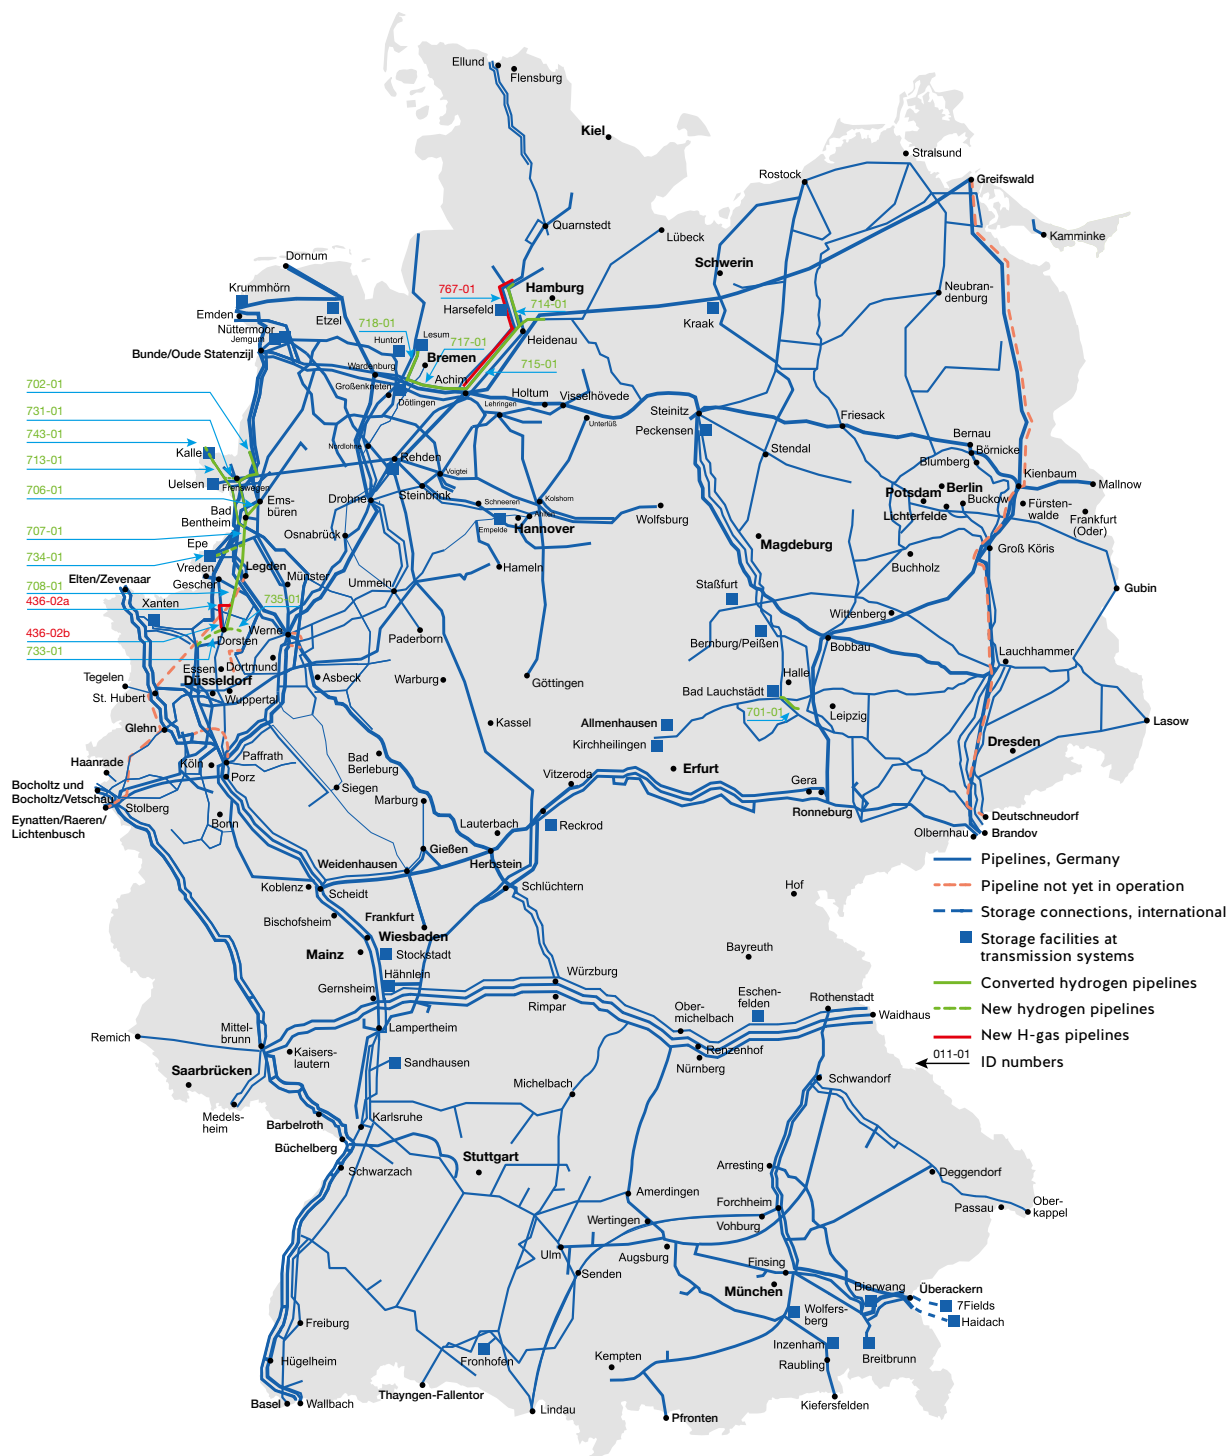 Ellund
Flensburg
Kiel
Stralsund
Rostock
Greifswald
Quarnstedt
Lübeck
Kamminke
Schwerin
Dornum
Krummhörn
767-01
Hamburg
714-01
Neubran-
denburg
Harsefeld
Emden
Etzel
Kraak
Nüttermoor
Jemgum
718-01
Huntorf
Lesum
717-01
Heidenau
Bunde/Oude Statenzijl
Bremen
715-01
Wardenburg
Achim
702-01
Großenkneten
Dötlingen
Lehringen
Holtum
Visselhövede
731-01
Unterlüß
Steinitz
Peckensen
Friesack
743-01
Kalle
Nordlohne
Rehden
Bernau
Börnicke
Blumberg
713-01
Stendal
Voigtei
Uelsen
Frenswegen
Kienbaum
Mallnow
706-01
Ems-
büren
Drohne
Steinbrink
Schneeren
Kolshorn
Potsdam
Berlin
Buckow
Lichterfelde
Fürsten-
walde
Frankfurt
(Oder)
Wolfsburg
Bad
Bentheim
Empelde
Ahlten
Hannover
707-01
Osnabrück
Magdeburg
Epe
734-01
Groß Köris
Buchholz
Vreden
Legden
Gescher
Münster
Ummeln
Hameln
Elten/Zevenaar
708-01
Staßfurt
Gubin
436-02a
Xanten
735-01
Wittenberg
436-02b
Dorsten
Werne
Paderborn
Bernburg/Peißen
Bobbau
733-01
Essen
Dortmund
Lauchhammer
Tegelen
Düsseldorf
Asbeck
Warburg
Göttingen
Halle
St. Hubert
Wuppertal
Bad Lauchstädt
701-01
Leipzig
Glehn
Kassel
Allmenhausen
Lasow
Kirchheilingen
Dresden
Haanrade
Köln
Paffrath
Bad
Berleburg
Porz
Erfurt
Vitzeroda
Gera
Bocholtz und
Bocholtz/Vetschau
Siegen
Marburg
Stolberg
Eynatten/Raeren/
Lichtenbusch
Bonn
Reckrod
Ronneburg
Deutschneudorf
Lauterbach
Olbernhau
Brandov
Gießen
Weidenhausen
Herbstein
Pipelines, Germany
Koblenz
Scheidt
Schlüchtern
Hof
Pipeline not yet in operation
Bischofsheim
Frankfurt
Storage connections, international
Wiesbaden
Mainz
Stockstadt
Bayreuth
Storage facilities at
transmission systems
Hähnlein
Würzburg
Gernsheim
Rimpar
Eschen-
felden
Converted hydrogen pipelines
Rothenstadt
Ober-
michelbach
Waidhaus
New hydrogen pipelines
Remich
Mittel-
brunn
Lampertheim
New H-gas pipelines
Kaisers-
lautern
Renzenhof
Nürnberg
011-01
ID numbers
Sandhausen
Saarbrücken
Michelbach
Schwandorf
Medels-
heim
Barbelroth
Karlsruhe
Büchelberg
Stuttgart
Schwarzach
Arresting
Deggendorf
Amerdingen
Forchheim
Passau
Ober-
kappel
Wertingen
Vohburg
Ulm
Augsburg
Finsing
Senden
München
Bierwang
Überackern
7Fields
Wolfers-
berg
Haidach
Freiburg
Inzenham
Breitbrunn
Fronhofen
Kempten
Raubling
Hügelheim
Thayngen-Fallentor
Basel
Wallbach
Lindau
Pfronten
Kiefersfelden